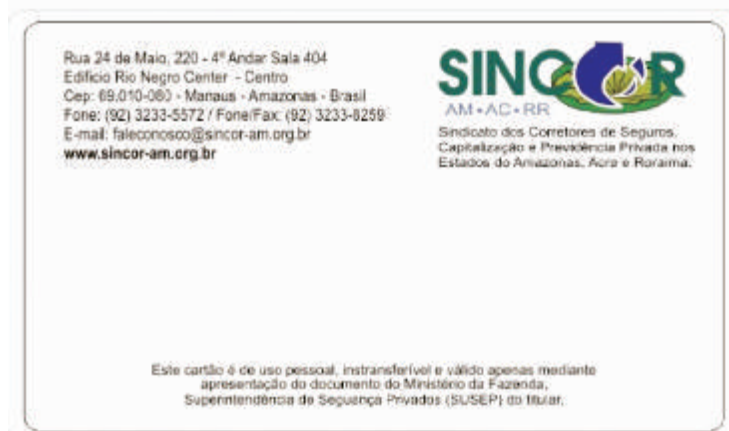 Rua 24 de Maio, 220 - 4º Andar Sala 404
Edifício Rio Negro Center - Centro
Cep: 69.010-080 - Manaus - Amazonas - Brasil
Fone: (92) 3233-5572 / Fone/Fax: (92) 3233-8259
E-mail: faleconosco@sincor-am.org.br
www.sincor-am.org.br
SINCOR
AM•AC•RR
Sindicato dos Corretores de Seguros,
Capitalização e Previdência Privada nos
Estados do Amazonas, Acre e Roraima.
Este cartão é de uso pessoal, instransferível e válido apenas mediante
apresentação do documento do Ministério da Fazenda,
Superintendência de Seguança Privados (SUSEP) do titular.